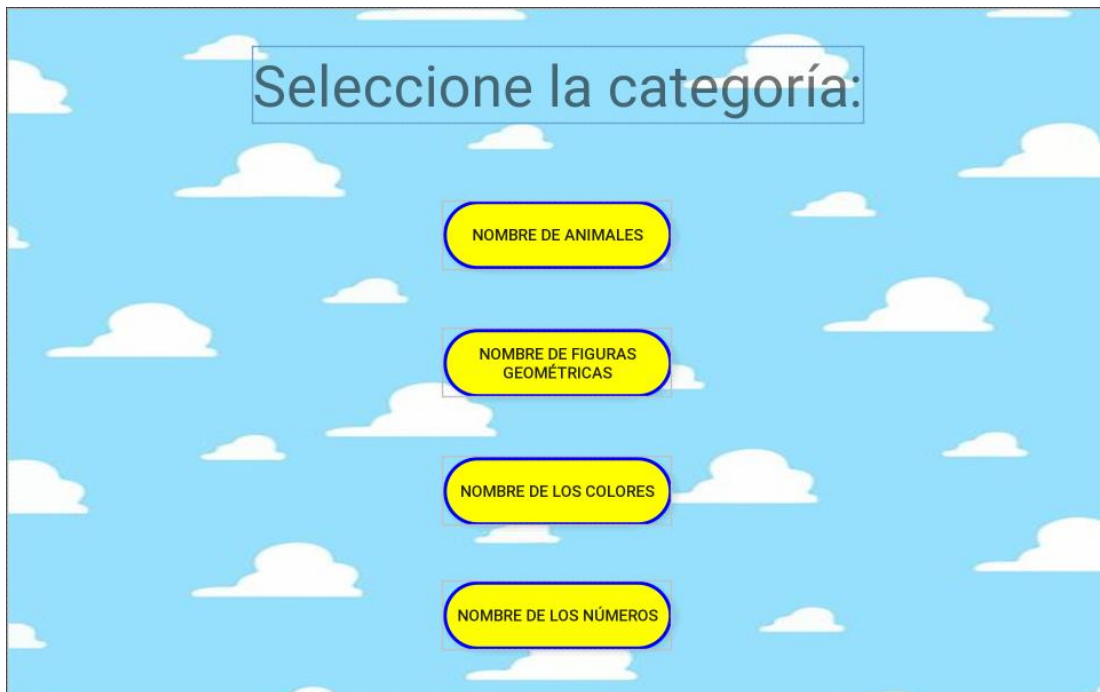 Seleccione la categoría:
NOMBRE DE ANIMALES
NOMBRE DE FIGURAS
GEOMÉTRICAS
NOMBRE DE LOS COLORES
NOMBRE DE LOS NÚMEROS